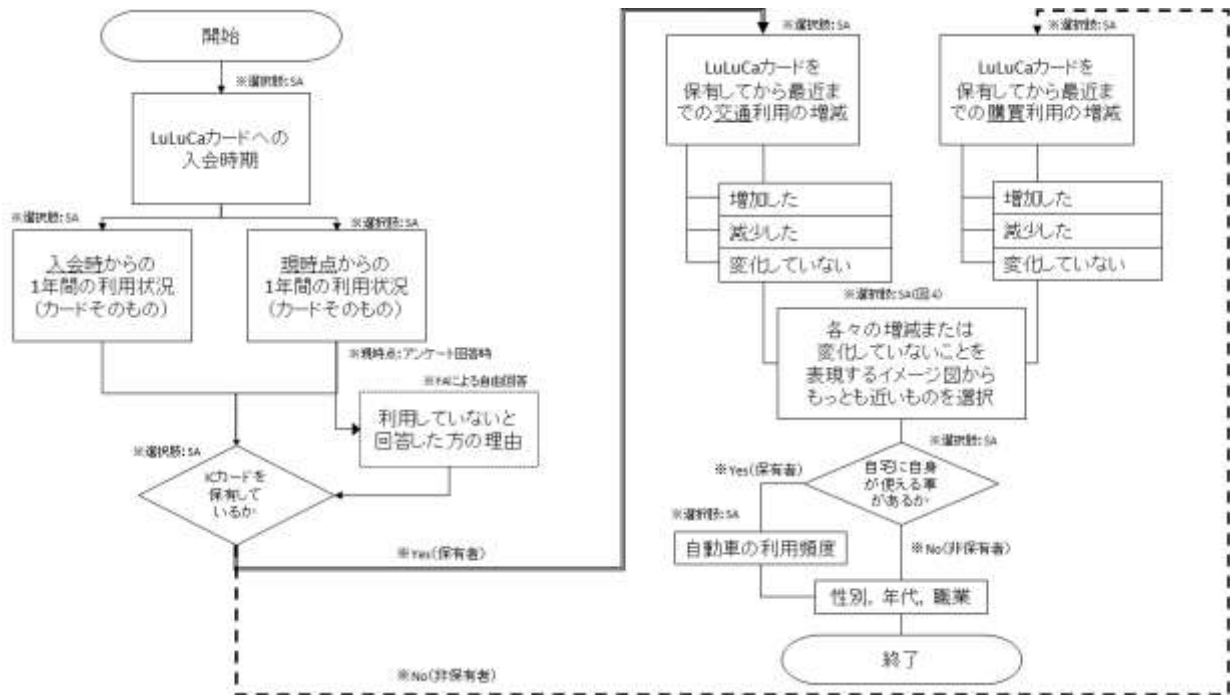 開始
※選択肢:SA
LuLuCaカードへの
入会時期
※選択肢:SA
入会時からの
1年間の利用状況
(カードそのもの)
※選択肢:SA
現時点からの
1年間の利用状況
(カードそのもの)
※現時点:アンケート回答時
※FAによる自由回答
利用していないと
回答した方の理由
※選択肢:SA
ICカードを
保有して
いるか
※Yes(保有者)
※No(非保有者)
※選択肢:SA
LuLuCaカードを
保有してから最近ま
での交通利用の増減
増加した
減少した
変化していない
※選択肢:SA
LuLuCaカードを
保有してから最近ま
での購買利用の増減
増加した
減少した
変化していない
※選択肢:SA(図4)
各々の増減または
変化していないことを
表現するイメージ図から
もっとも近いものを選択
※選択肢:SA
自宅に自身
が使える車
があるか
※Yes(保有者)
※選択肢:SA
自動車の利用頻度
※No(非保有者)
性別, 年代, 職業
終了